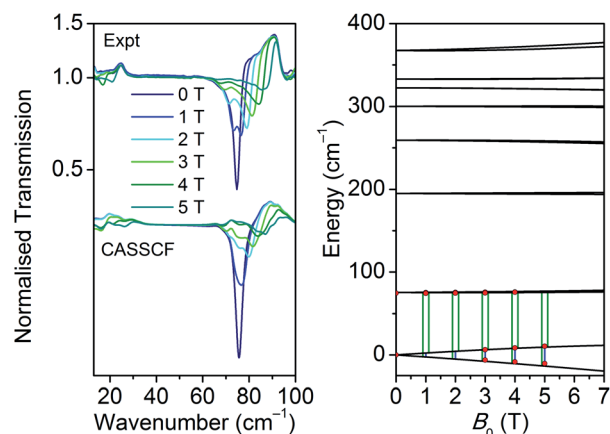 1.5
Expt
1.0
0 T
1 T
2 T
3 T
4 T
5 T
0.5
CASSCF
Normalised Transmission
20 40 60 80 100
Wavenumber (cm⁻¹)
400
300
200
100
0
Energy (cm⁻¹)
0 1 2 3 4 5 6 7
B₀ (T)